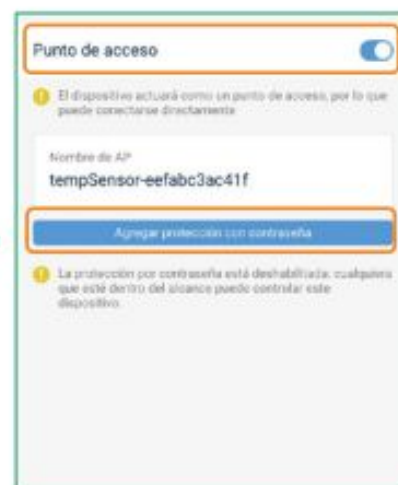 Punto de acceso
El dispositivo actuará como un punto de acceso, por lo que
puede conectarse directamente
Nombre de AP
tempSensor-eefabc3ac41f
Agregar protección con contraseña
La protección por contraseña está deshabilitada: cualquiera
que esté dentro del alcance puede controlar este
dispositivo.